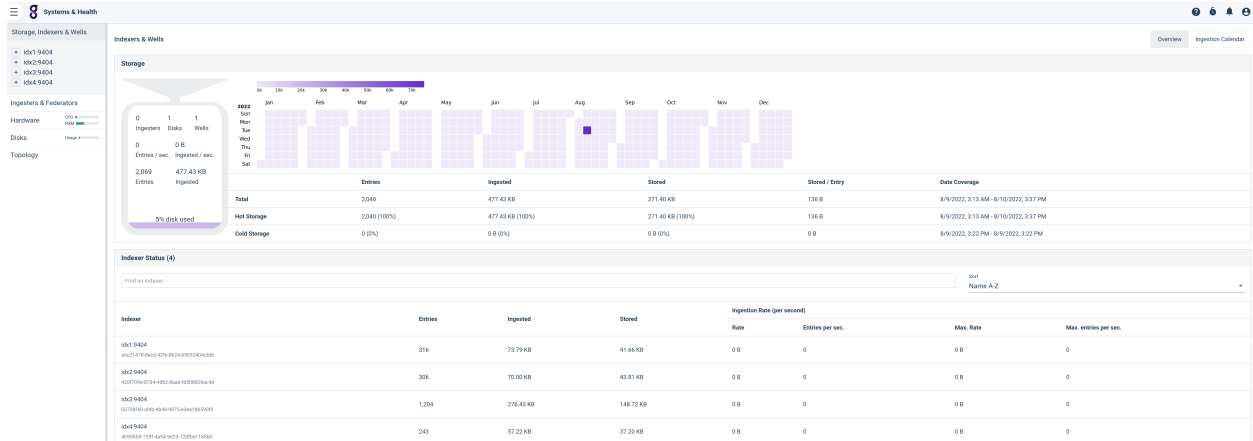 Systems & Health
Storage, Indexers & Wells
+ idx1:9404
+ idx2:9404
+ idx3:9404
+ idx4:9404
Ingesters & Federators
Hardware CPU RAM
Disks Usage
Topology
Indexers & Wells
Overview Ingestion Calendar
Storage
0 1 1
Ingesters Disks Wells
0 0 B
Entries / sec. Ingested / sec.
2,069 477.43 KB
Entries Ingested
5% disk used
0k 10k 20k 30k 40k 50k 60k 70k
2022 Jan Feb Mar Apr May Jun Jul Aug Sep Oct Nov Dec
Sun
Mon
Tue
Wed
Thu
Fri
Sat
Entries Ingested Stored Stored / Entry Date Coverage
Total 2,040 477.43 KB 271.40 KB 136 B 8/9/2022, 3:13 AM - 8/10/2022, 3:37 PM
Hot Storage 2,040 (100%) 477.43 KB (100%) 271.40 KB (100%) 136 B 8/9/2022, 3:13 AM - 8/10/2022, 3:37 PM
Cold Storage 0 (0%) 0 B (0%) 0 B (0%) 0 B 8/9/2022, 3:22 PM - 8/9/2022, 3:22 PM
Indexer Status (4)
Find an indexer
Sort
Name A-Z
Ingestion Rate (per second)
Indexer Entries Ingested Stored
Rate Entries per sec. Max. Rate Max. entries per sec.
idx1:9404
316 73.79 KB 41.66 KB 0 B 0 0 B 0
idx2:9404
306 70.00 KB 43.81 KB 0 B 0 0 B 0
idx3:9404
1,204 276.43 KB 148.72 KB 0 B 0 0 B 0
idx4:9404
243 57.22 KB 37.20 KB 0 B 0 0 B 0